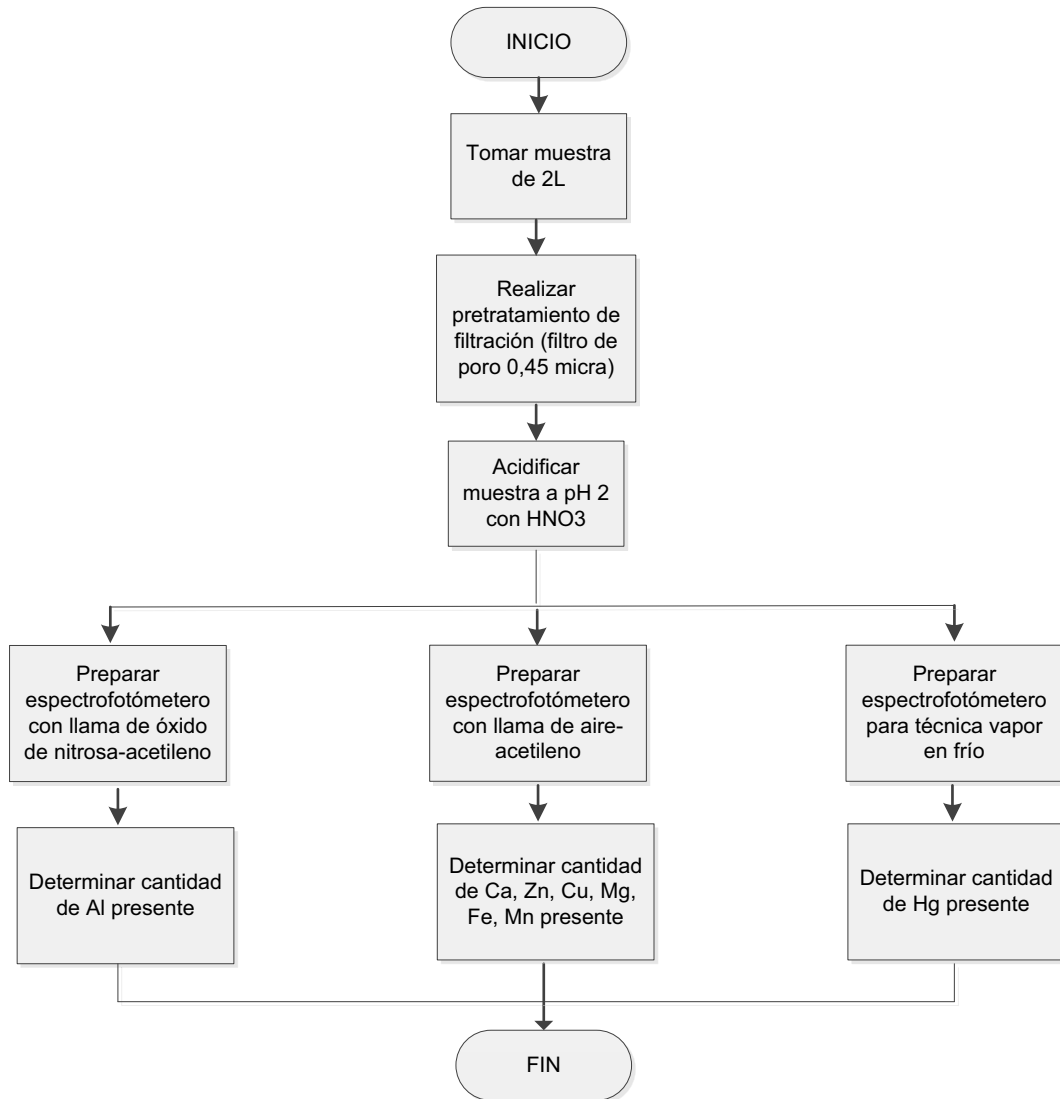 INICIO
Tomar muestra
de 2L
Realizar
pretratamiento de
filtración (filtro de
poro 0,45 micra)
Acidificar
muestra a pH 2
con HNO3
Preparar
espectrofotómetro
con llama de óxido
de nitrosa-acetileno
Preparar
espectrofotómetro
con llama de aire-
acetileno
Preparar
espectrofotómetro
para técnica vapor
en frío
Determinar cantidad
de Al presente
Determinar cantidad
de Ca, Zn, Cu, Mg,
Fe, Mn presente
Determinar cantidad
de Hg presente
FIN